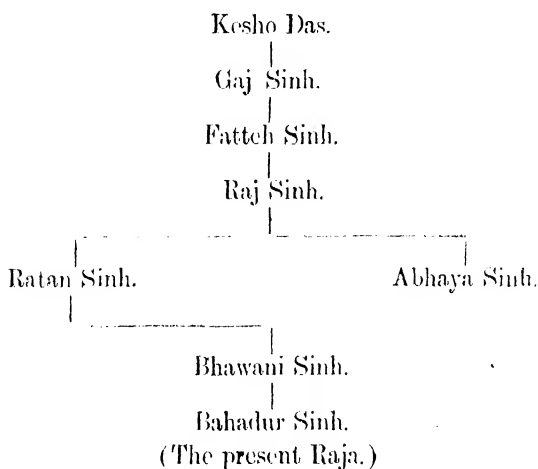 Kesho Das.
Gaj Sinh.
Fatteh Sinh.
Raj Sinh.
Ratan Sinh. Abhaya Sinh.
Bhawani Sinh.
Bahadur Sinh.
(The present Raja.)